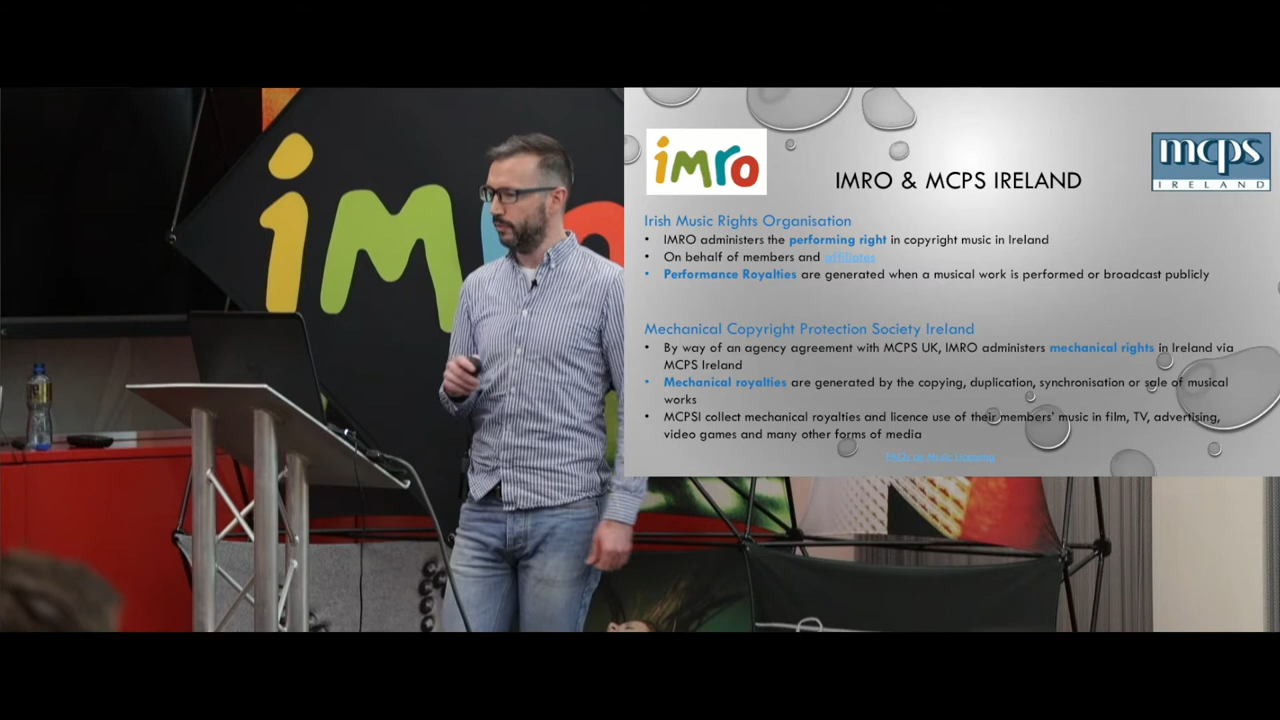 imro
imro
mcps
IRELAND
IMRO & MCPS IRELAND
Irish Music Rights Organisation
• IMRO administers the performing right in copyright music in Ireland
• On behalf of members and affiliates
• Performance Royalties are generated when a musical work is performed or broadcast publicly
Mechanical Copyright Protection Society Ireland
• By way of an agency agreement with MCPS UK, IMRO administers mechanical rights in Ireland via
MCPS Ireland
• Mechanical royalties are generated by the copying, duplication, synchronisation or sale of musical
works
• MCPSI collect mechanical royalties and licence use of their members' music in film, TV, advertising,
video games and many other forms of media
FAQs on Music Licensing